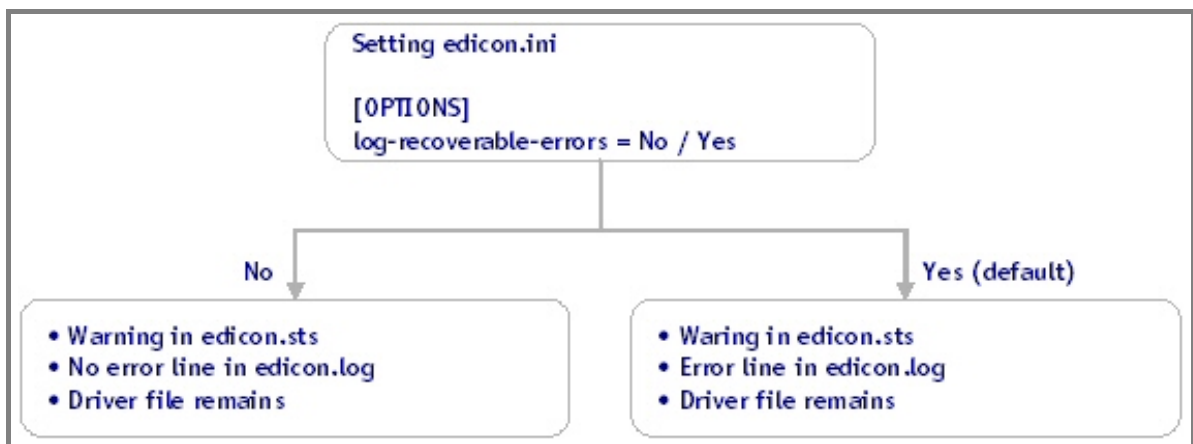 Setting edicon.ini
[OPTIONS]
log-recoverable-errors = No / Yes
No
Yes (default)
• Warning in edicon.sts
• No error line in edicon.log
• Driver file remains
• Waring in edicon.sts
• Error line in edicon.log
• Driver file remains